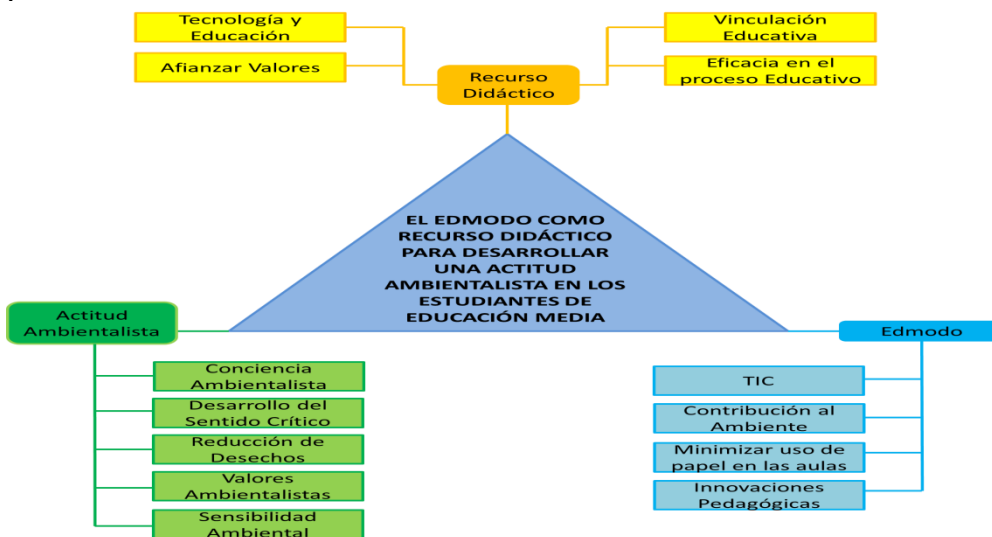 Tecnología y
Educación
Afianzar Valores
Recurso
Didáctico
Vinculación
Educativa
Eficacia en el
proceso Educativo
EL EDMODO COMO
RECURSO DIDÁCTICO
PARA DESARROLLAR
UNA ACTITUD
AMBIENTALISTA EN LOS
ESTUDIANTES DE
EDUCACIÓN MEDIA
Actitud
Ambientalista
Conciencia
Ambientalista
Desarrollo del
Sentido Crítico
Reducción de
Desechos
Valores
Ambientalistas
Sensibilidad
Ambiental
Edmodo
TIC
Contribución al
Ambiente
Minimizar uso de
papel en las aulas
Innovaciones
Pedagógicas